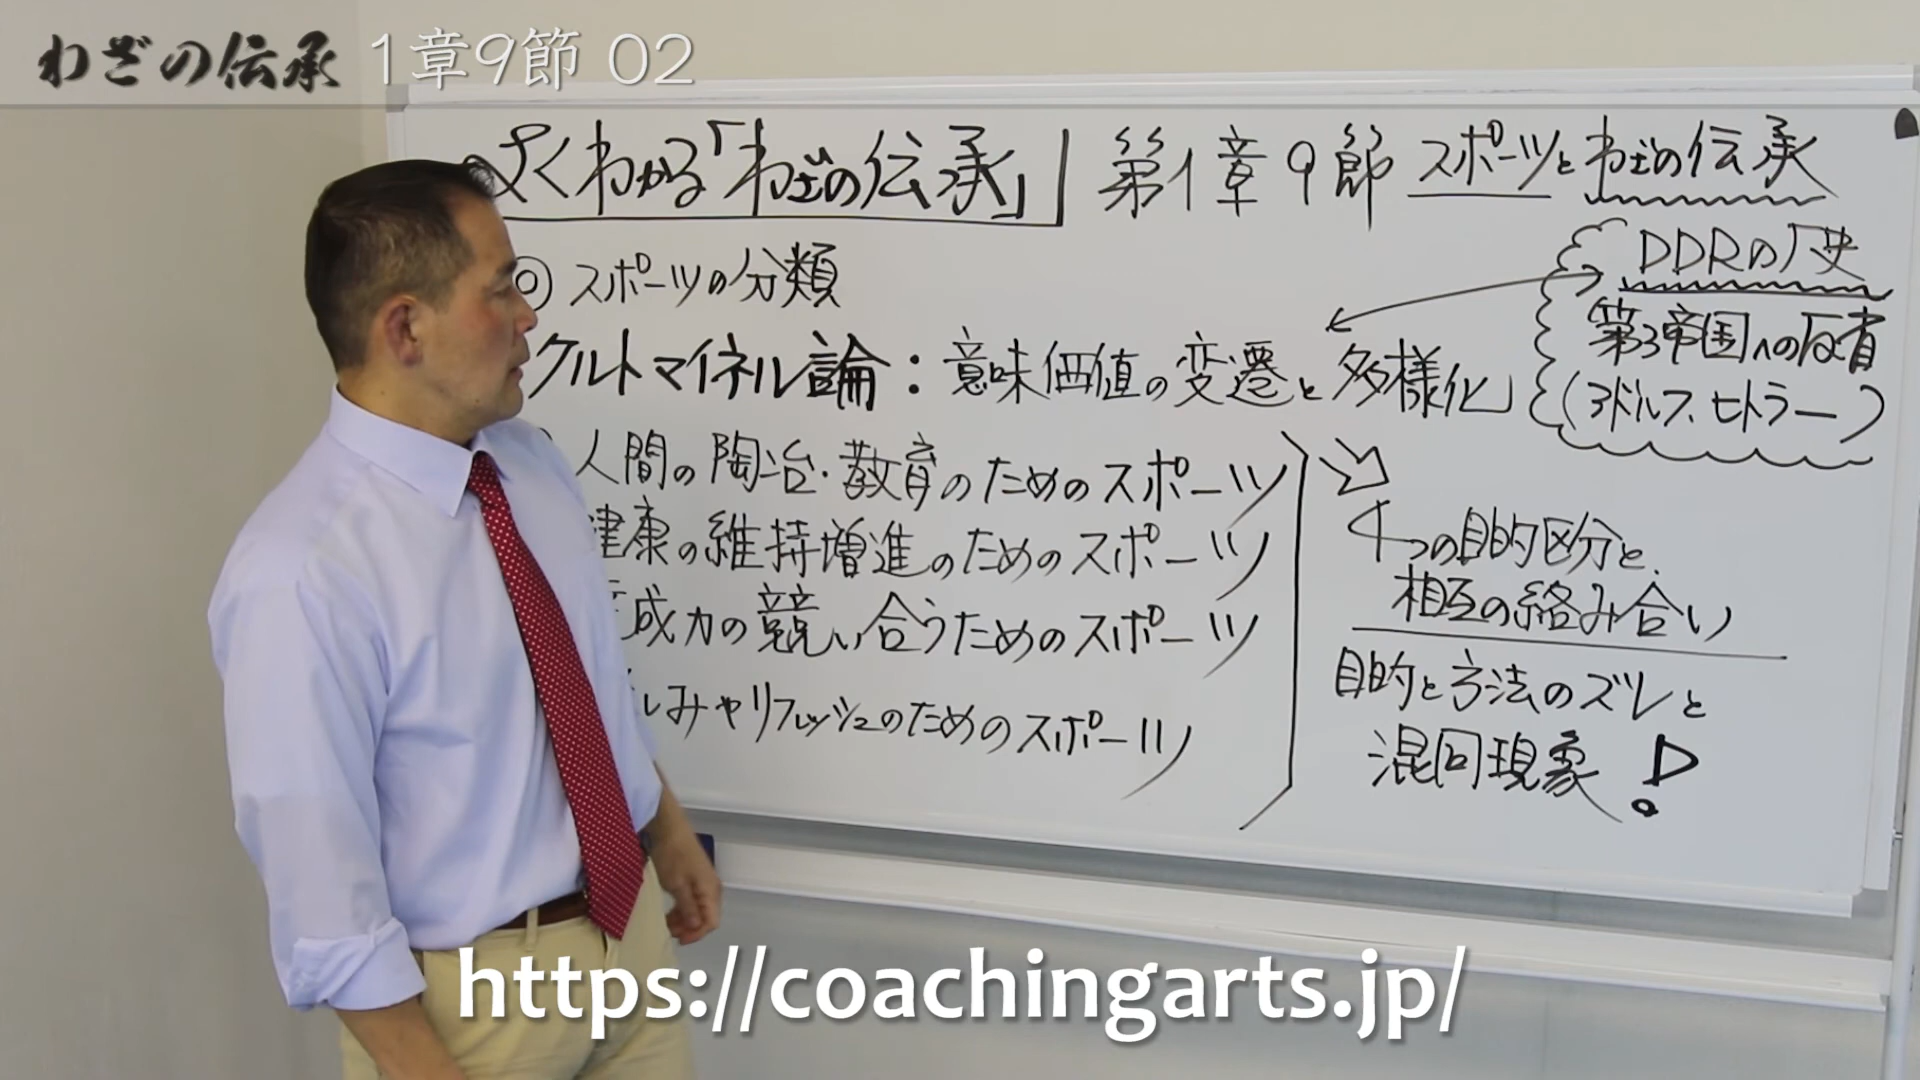 わざの伝承 1章9節 02
よくわかる「わざの伝承」 第1章9節 スポーツとわざの伝承
◎ スポーツの分類
クルトマイネル論：意味価値の変遷と多様化
人間の陶冶・教育のためのスポーツ
健康の維持増進のためのスポーツ
成力の競い合うためのスポーツ
しみやリフレッシュのためのスポーツ
DDRの歴史
第3帝国への反省
(アドルフ・ヒトラー)
4つの目的区分と、
相互の絡み合い
目的と方法のズレと
混同現象！
https://coachingarts.jp/